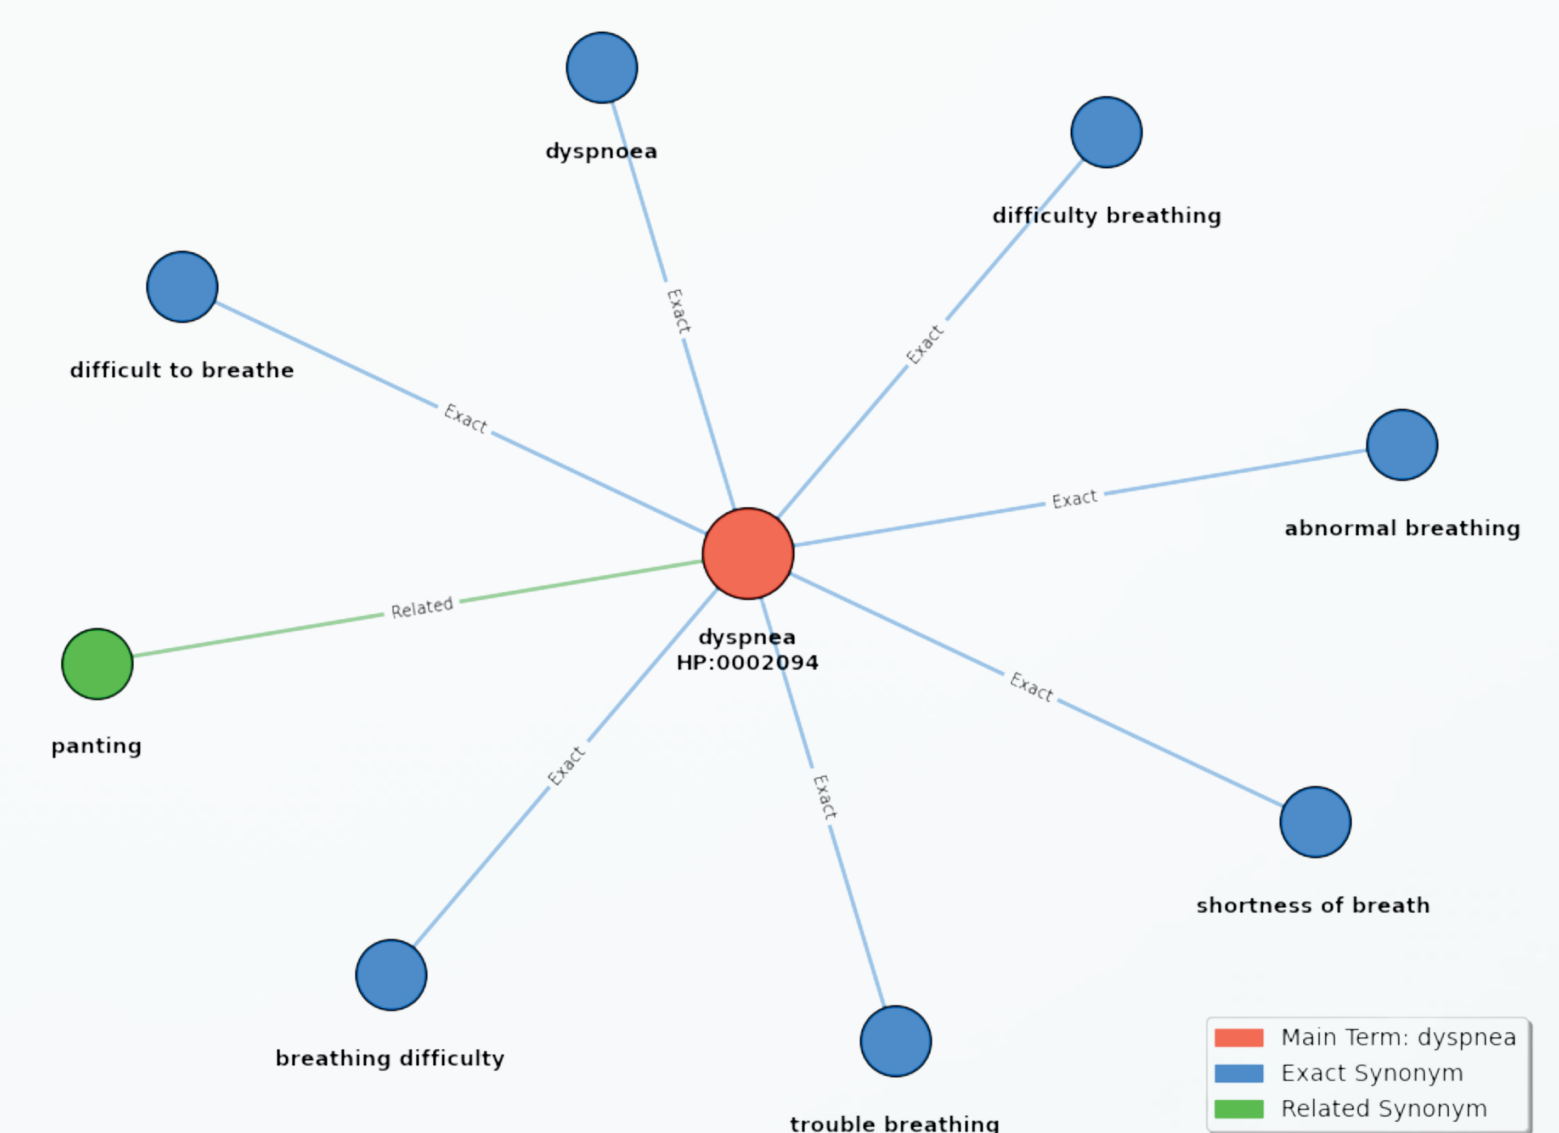 dyspnoea
difficulty breathing
Exact
Exact
difficult to breathe
Exact
Exact
abnormal breathing
Related
dyspnea
HP:0002094
Exact
panting
Exact
Exact
shortness of breath
breathing difficulty
trouble breathing
Main Term: dyspnea
Exact Synonym
Related Synonym